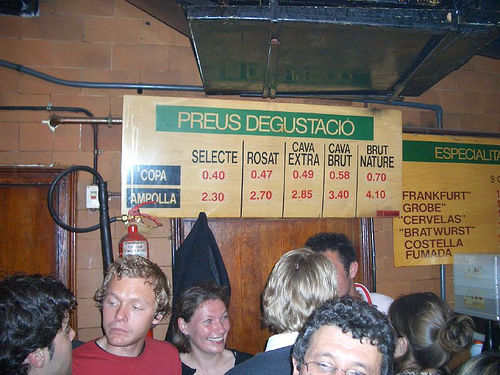 PREUS DEGUSTACIÓ
SELECTE ROSAT CAVA EXTRA CAVA BRUT BRUT NATURE
COPA 0.40 0.47 0.49 0.58 0.70
AMPOLLA 2.30 2.70 2.85 3.40 4.10
ESPECIALITA
FRANKFURT"
GROBE"
"CERVELAS"
"BRATWURST"
COSTELLA
FUMADA